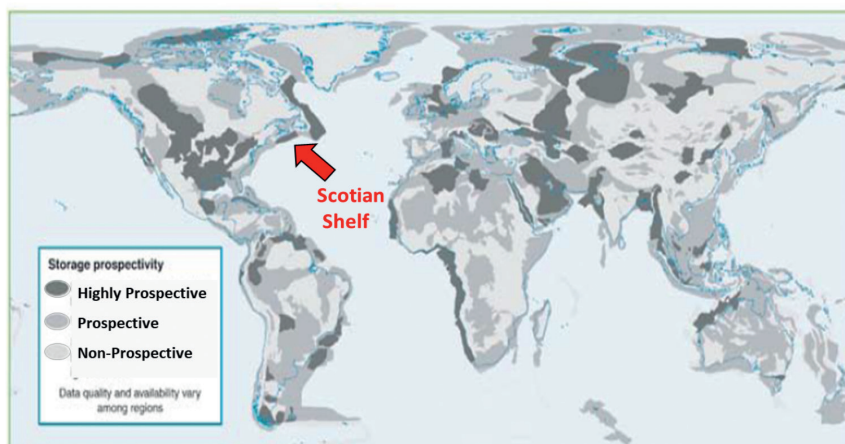 Scotian
Shelf
Storage prospectivity
Highly Prospective
Prospective
Non-Prospective
Data quality and availability vary
among regions